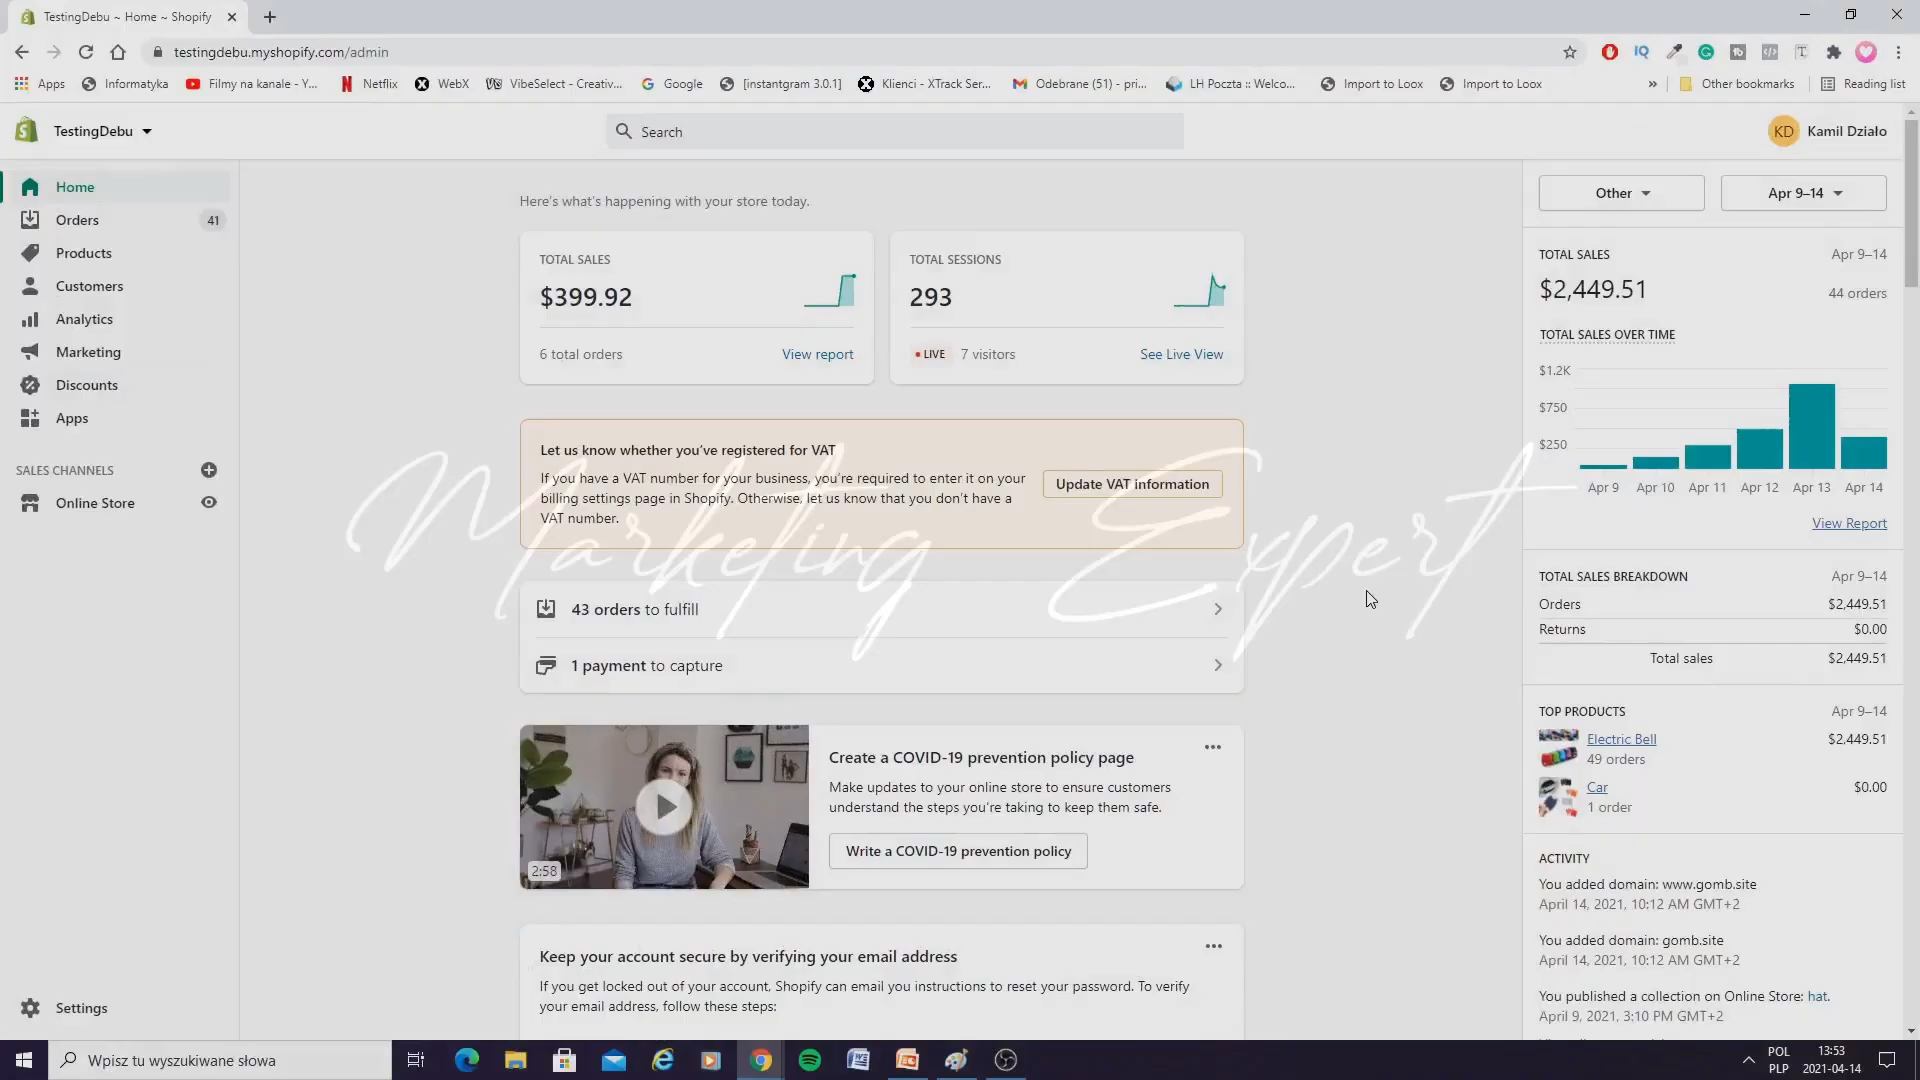 TestingDebu ~ Home ~ Shopify
testingdebu.myshopify.com/admin
Apps
Informatyka
Filmy na kanale - Y...
Netflix
WebX
VibeSelect - Creativ...
Google
[instantgram 3.0.1]
Klienci - XTrack Ser...
Odebrane (51) - pri...
LH Poczta :: Welco...
Import to Loox
Import to Loox
Other bookmarks
Reading list
TestingDebu
Search
KD
Kamil Działo
Home
Orders
41
Products
Customers
Analytics
Marketing
Discounts
Apps
SALES CHANNELS
Online Store
Settings
Here's what's happening with your store today.
TOTAL SALES
$399.92
6 total orders
View report
TOTAL SESSIONS
293
LIVE
7 visitors
See Live View
Let us know whether you've registered for VAT
If you have a VAT number for your business, you're required to enter it on your
billing settings page in Shopify. Otherwise, let us know that you don't have a
VAT number.
Update VAT information
Marketing Expert
43 orders to fulfill
1 payment to capture
2:58
Create a COVID-19 prevention policy page
Make updates to your online store to ensure customers
understand the steps you're taking to keep them safe.
Write a COVID-19 prevention policy
Keep your account secure by verifying your email address
If you get locked out of your account, Shopify can email you instructions to reset your password. To verify
your email address, follow these steps:
Other
Apr 9–14
TOTAL SALES
Apr 9–14
$2,449.51
44 orders
TOTAL SALES OVER TIME
$1.2K
$750
$250
Apr 9
Apr 10
Apr 11
Apr 12
Apr 13
Apr 14
View Report
TOTAL SALES BREAKDOWN
Apr 9–14
Orders
$2,449.51
Returns
$0.00
Total sales
$2,449.51
TOP PRODUCTS
Apr 9–14
Electric Bell
$2,449.51
49 orders
Car
$0.00
1 order
ACTIVITY
You added domain: www.gomb.site
April 14, 2021, 10:12 AM GMT+2
You added domain: gomb.site
April 14, 2021, 10:12 AM GMT+2
You published a collection on Online Store: hat.
April 9, 2021, 3:10 PM GMT+2
Wpisz tu wyszukiwane słowa
POL
PLP
13:53
2021-04-14